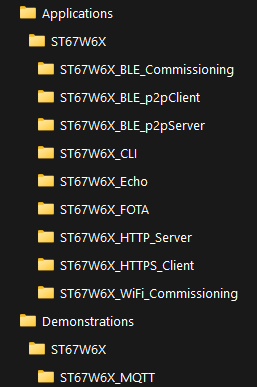 Applications
ST67W6X
ST67W6X_BLE_Commissioning
ST67W6X_BLE_p2pClient
ST67W6X_BLE_p2pServer
ST67W6X_CLI
ST67W6X_Echo
ST67W6X_FOTA
ST67W6X_HTTP_Server
ST67W6X_HTTPS_Client
ST67W6X_WiFi_Commissioning
Demonstrations
ST67W6X
ST67W6X_MQTT